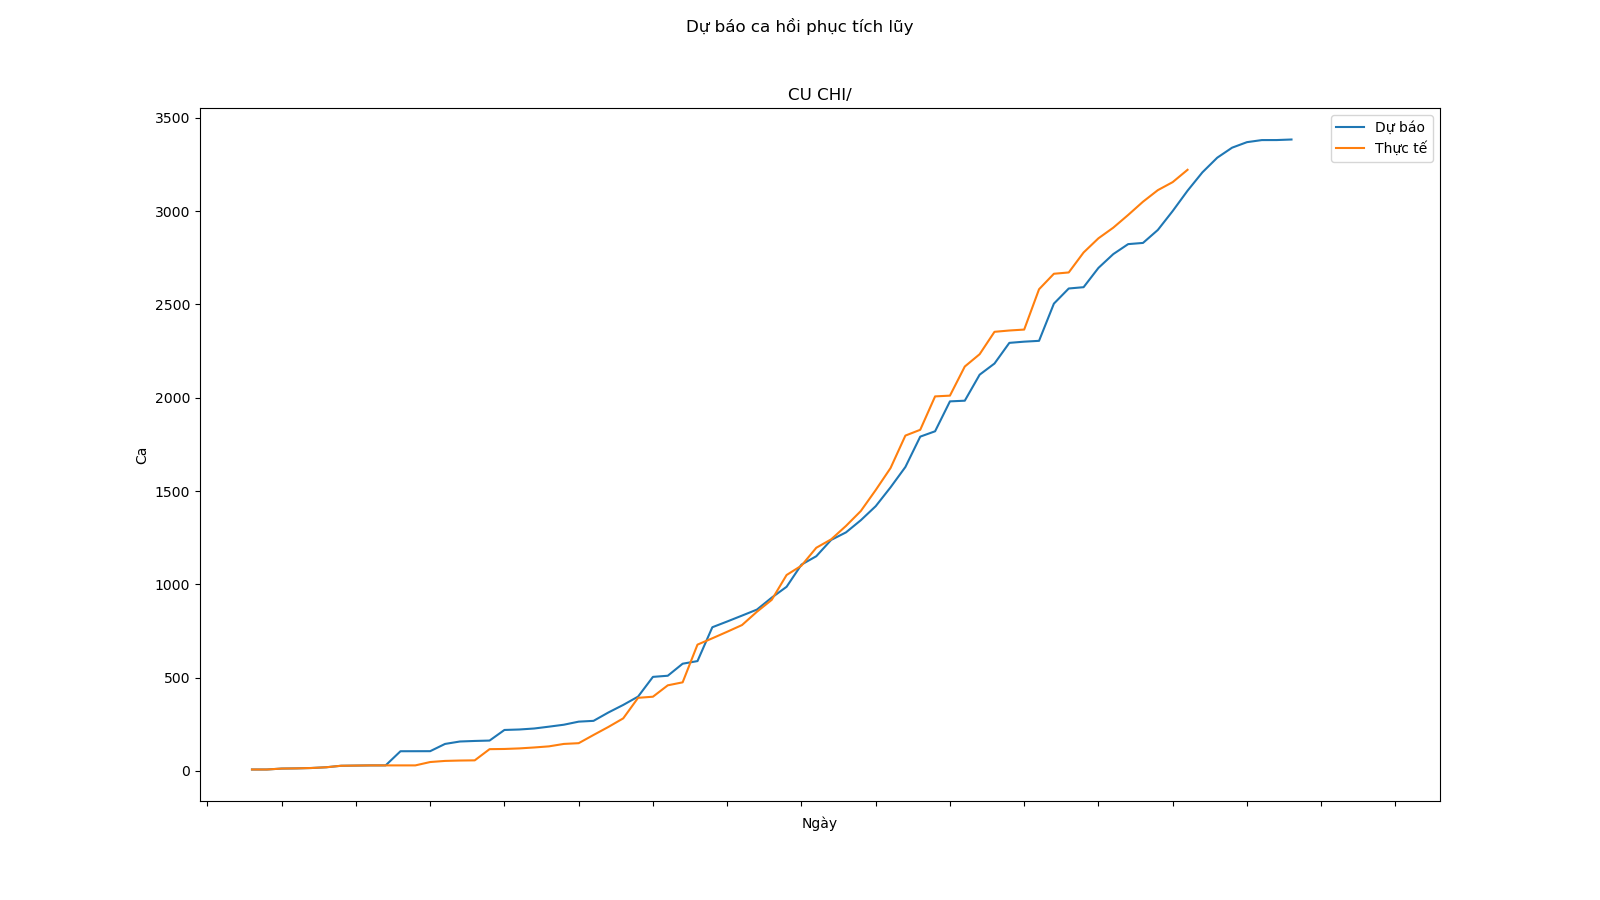 Dự báo ca hồi phục tích lũy
CU CHI/
3500
3000
2500
2000
1500
1000
500
0
Ca
Ngày
Dự báo
Thực tế